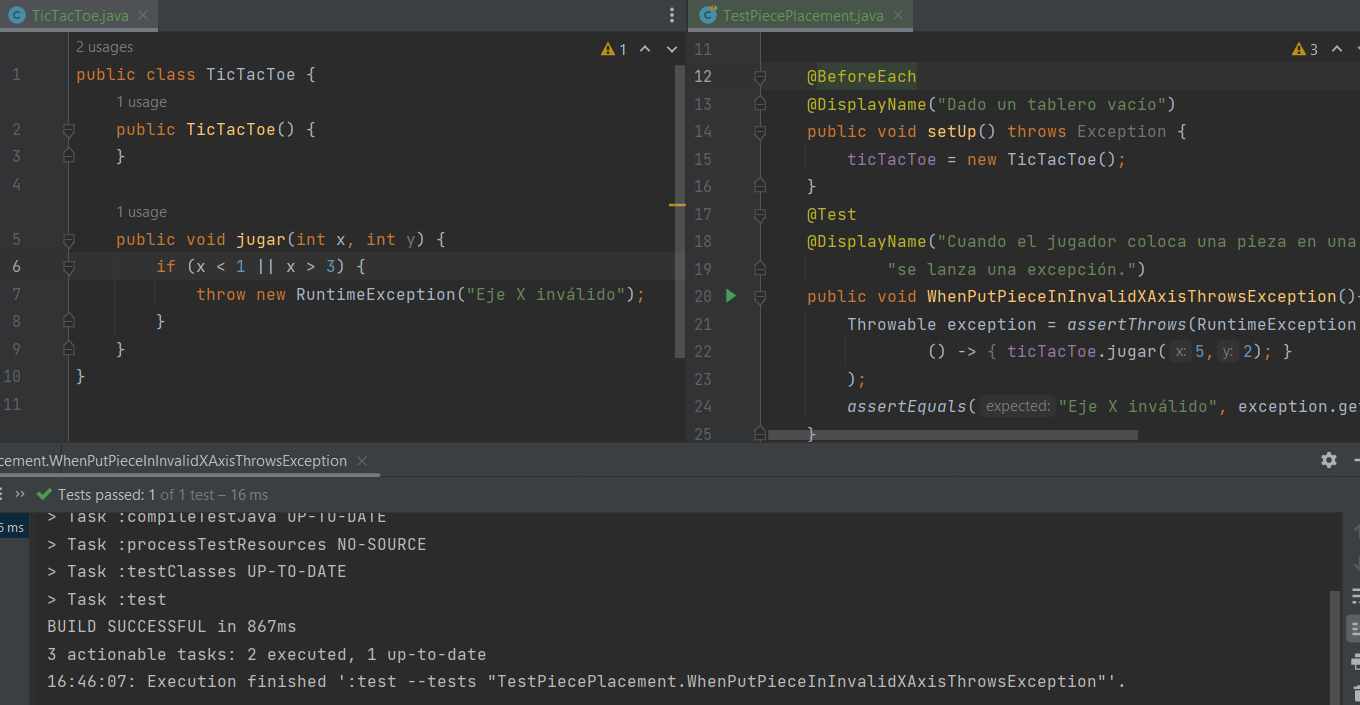 TicTacToe.java
2 usages
1
1 public class TicTacToe {
1 usage
2 public TicTacToe() {
3 }
4
1 usage
5 public void jugar(int x, int y) {
6 if (x < 1 || x > 3) {
7 throw new RuntimeException("Eje X inválido");
8 }
9 }
10 }
11
TestPiecePlacement.java
3
11
12 @BeforeEach
13 @DisplayName("Dado un tablero vacío")
14 public void setUp() throws Exception {
15 ticTacToe = new TicTacToe();
16 }
17 @Test
18 @DisplayName("Cuando el jugador coloca una pieza en una
19 "se lanza una excepción.")
20 public void WhenPutPieceInInvalidXAxisThrowsException()
21 Throwable exception = assertThrows(RuntimeException
22 () -> { ticTacToe.jugar( x: 5, y: 2); }
23 );
24 assertEquals( expected: "Eje X inválido", exception.ge
25 }
cement.WhenPutPieceInInvalidXAxisThrowsException
Tests passed: 1 of 1 test – 16 ms
6 ms
> Task :compileTestJava UP-TO-DATE
> Task :processTestResources NO-SOURCE
> Task :testClasses UP-TO-DATE
> Task :test
BUILD SUCCESSFUL in 867ms
3 actionable tasks: 2 executed, 1 up-to-date
16:46:07: Execution finished ':test --tests "TestPiecePlacement.WhenPutPieceInInvalidXAxisThrowsException"'.